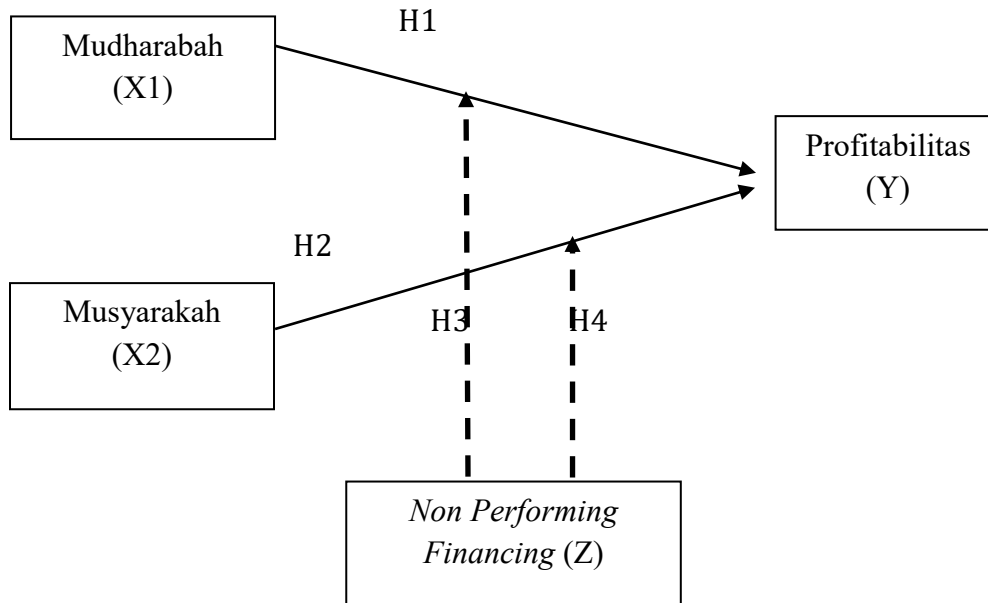 H1
Mudharabah
(X1)
Profitabilitas
(Y)
H2
Musyarakah
(X2)
H3
H4
Non Performing
Financing (Z)